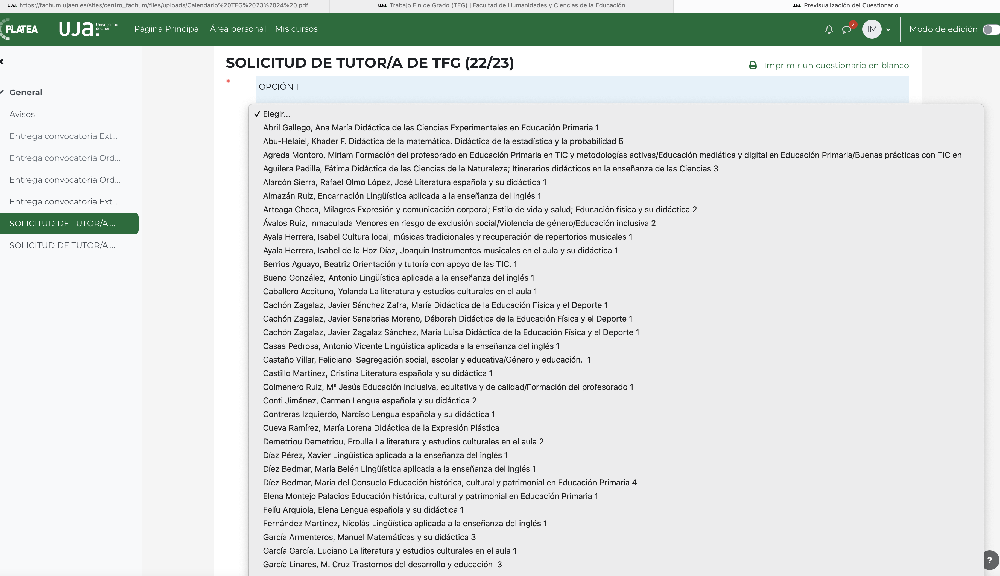 uja. https://fachum.ujaen.es/sites/centro_fachum/files/uploads/Calendario%20TFG%2023%2024%20.pdf
uja. Trabajo Fin de Grado (TFG) | Facultad de Humanidades y Ciencias de la Educación
uja. Previsualización del Cuestionario
PLATEA
uja. Universidad de Jaén
Página Principal Área personal Mis cursos
2
IM
Modo de edición
General
Avisos
Entrega convocatoria Ext...
Entrega convocatoria Ord...
Entrega convocatoria Ord...
Entrega convocatoria Ext...
SOLICITUD DE TUTOR/A ...
SOLICITUD DE TUTOR/A ...
SOLICITUD DE TUTOR/A DE TFG (22/23)
Imprimir un cuestionario en blanco
* OPCIÓN 1
✓ Elegir...
Abril Gallego, Ana María Didáctica de las Ciencias Experimentales en Educación Primaria 1
Abu-Helaiel, Khader F. Didáctica de la matemática. Didáctica de la estadística y la probabilidad 5
Agreda Montoro, Miriam Formación del profesorado en Educación Primaria en TIC y metodologías activas/Educación mediática y digital en Educación Primaria/Buenas prácticas con TIC en
Aguilera Padilla, Fátima Didáctica de las Ciencias de la Naturaleza; Itinerarios didácticos en la enseñanza de las Ciencias 3
Alarcón Sierra, Rafael Olmo López, José Literatura española y su didáctica 1
Almazán Ruiz, Encarnación Lingüística aplicada a la enseñanza del inglés 1
Arteaga Checa, Milagros Expresión y comunicación corporal; Estilo de vida y salud; Educación física y su didáctica 2
Ávalos Ruiz, Inmaculada Menores en riesgo de exclusión social/Violencia de género/Educación inclusiva 2
Ayala Herrera, Isabel Cultura local, músicas tradicionales y recuperación de repertorios musicales 1
Ayala Herrera, Isabel de la Hoz Díaz, Joaquín Instrumentos musicales en el aula y su didáctica 1
Berrios Aguayo, Beatriz Orientación y tutoría con apoyo de las TIC. 1
Bueno González, Antonio Lingüística aplicada a la enseñanza del inglés 1
Caballero Aceituno, Yolanda La literatura y estudios culturales en el aula 1
Cachón Zagalaz, Javier Sánchez Zafra, María Didáctica de la Educación Física y el Deporte 1
Cachón Zagalaz, Javier Sanabrias Moreno, Déborah Didáctica de la Educación Física y el Deporte 1
Cachón Zagalaz, Javier Zagalaz Sánchez, María Luisa Didáctica de la Educación Física y el Deporte 1
Casas Pedrosa, Antonio Vicente Lingüística aplicada a la enseñanza del inglés 1
Castaño Villar, Feliciano  Segregación social, escolar y educativa/Género y educación.  1
Castillo Martínez, Cristina Literatura española y su didáctica 1
Colmenero Ruiz, Mª Jesús Educación inclusiva, equitativa y de calidad/Formación del profesorado 1
Conti Jiménez, Carmen Lengua española y su didáctica 2
Contreras Izquierdo, Narciso Lengua española y su didáctica 1
Cueva Ramírez, María Lorena Didáctica de la Expresión Plástica
Demetriou Demetriou, Eroulla La literatura y estudios culturales en el aula 2
Díaz Pérez, Xavier Lingüística aplicada a la enseñanza del inglés 1
Díez Bedmar, María Belén Lingüística aplicada a la enseñanza del inglés 1
Díez Bedmar, María del Consuelo Educación histórica, cultural y patrimonial en Educación Primaria 4
Elena Montejo Palacios Educación histórica, cultural y patrimonial en Educación Primaria 1
Felíu Arquiola, Elena Lengua española y su didáctica 1
Fernández Martínez, Nicolás Lingüística aplicada a la enseñanza del inglés 1
García Armenteros, Manuel Matemáticas y su didáctica 3
García García, Luciano La literatura y estudios culturales en el aula 1
García Linares, M. Cruz Trastornos del desarrollo y educación  3
?